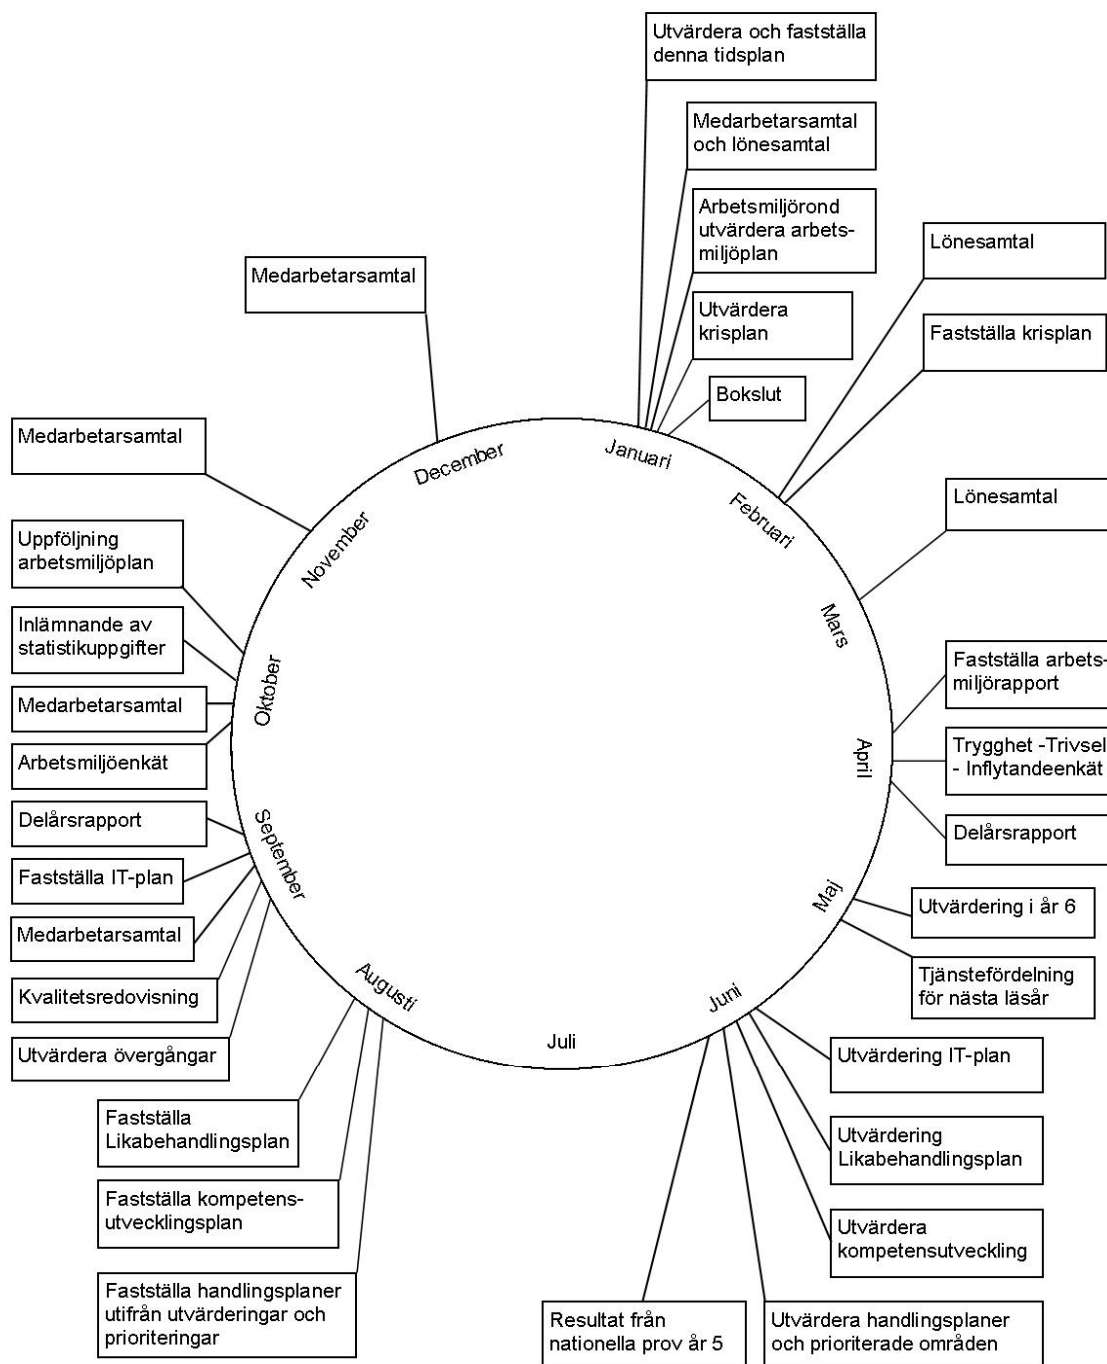 Utvärdera och fastställa
denna tidsplan
Medarbetarsamtal
och lönesamtal
Arbetsmiljörond
utvärdera arbets-
miljöplan
Utvärdera
krisplan
Bokslut
Januari
Lönesamtal
Fastställa krisplan
Februari
Lönesamtal
Mars
Fastställa arbets-
miljörapport
Trygghet -Trivsel
- Inflytandeenkät
Delårsrapport
April
Utvärdering i år 6
Tjänstefördelning
för nästa läsår
Maj
Utvärdering IT-plan
Utvärdering
Likabehandlingsplan
Utvärdera
kompetensutveckling
Utvärdera handlingsplaner
och prioriterade områden
Resultat från
nationella prov år 5
Juni
Juli
Augusti
Fastställa handlingsplaner
utifrån utvärderingar och
prioriteringar
Fastställa kompetens-
utvecklingsplan
Fastställa
Likabehandlingsplan
September
Utvärdera övergångar
Kvalitetsredovisning
Medarbetarsamtal
Fastställa IT-plan
Delårsrapport
Oktober
Arbetsmiljöenkät
Medarbetarsamtal
Inlämnande av
statistikuppgifter
Uppföljning
arbetsmiljöplan
November
Medarbetarsamtal
December
Medarbetarsamtal